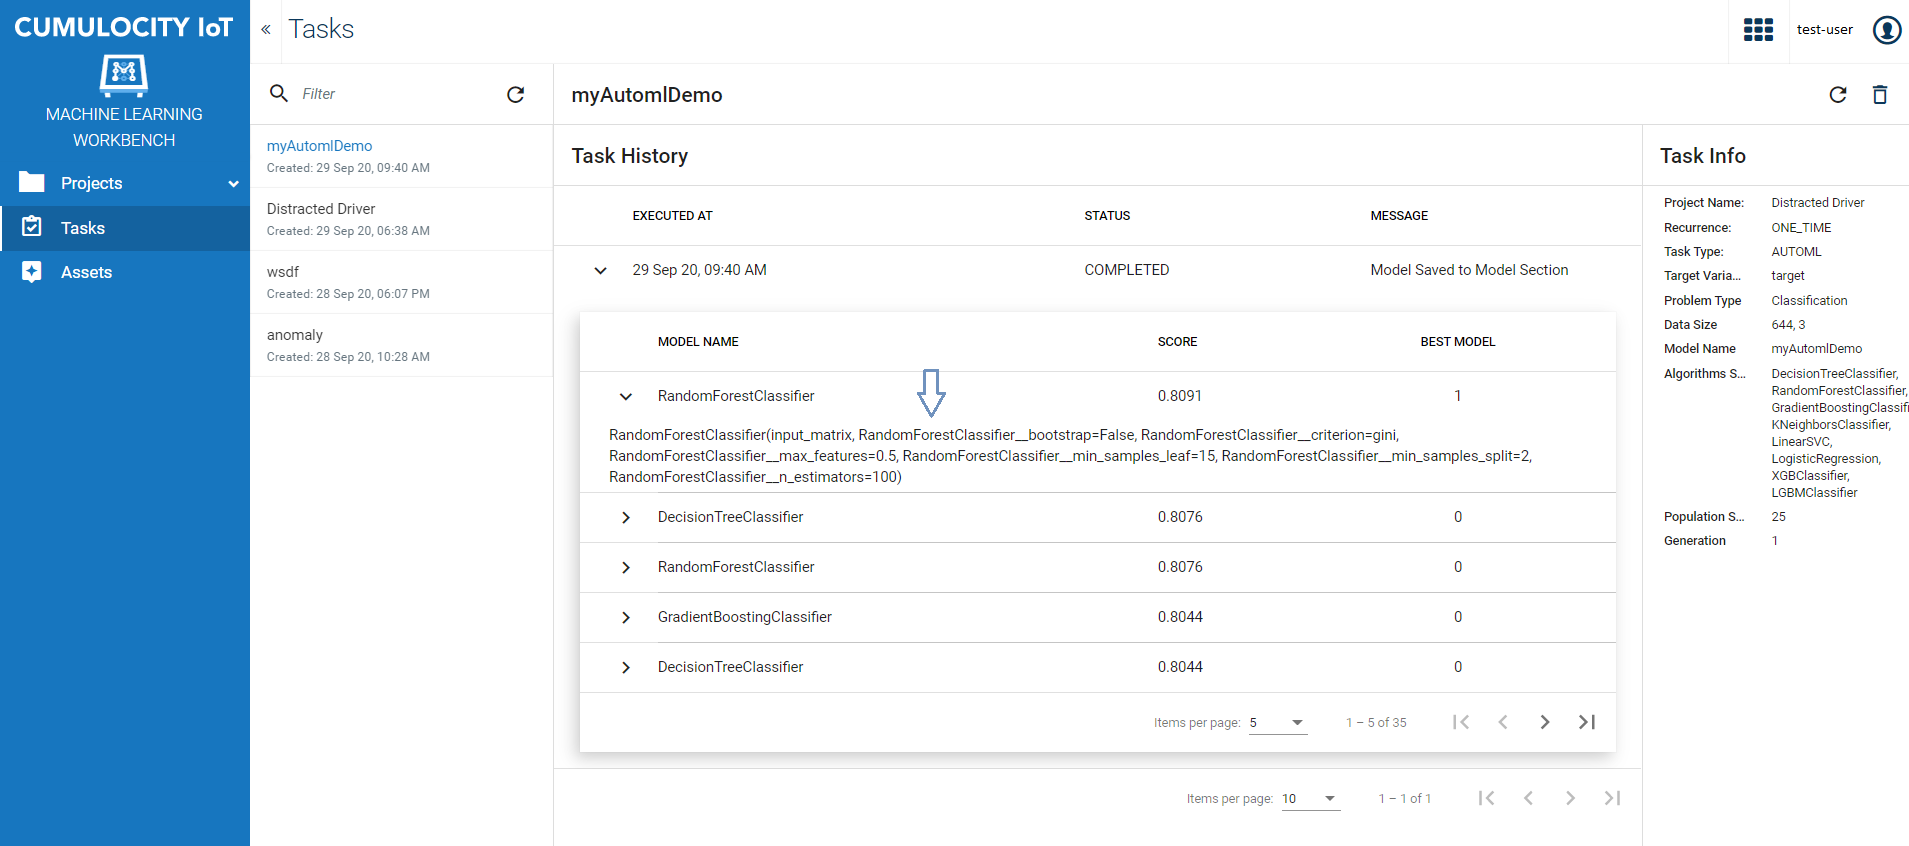 CUMULOCITY IoT
MACHINE LEARNING
WORKBENCH
Projects
Tasks
Assets
«
Tasks
test-user
Filter
myAutomlDemo
Created: 29 Sep 20, 09:40 AM
Distracted Driver
Created: 29 Sep 20, 06:38 AM
wsdf
Created: 28 Sep 20, 06:07 PM
anomaly
Created: 28 Sep 20, 10:28 AM
myAutomlDemo
Task History
EXECUTED AT STATUS MESSAGE
29 Sep 20, 09:40 AM COMPLETED Model Saved to Model Section
MODEL NAME SCORE BEST MODEL
RandomForestClassifier 0.8091 1
RandomForestClassifier(input_matrix, RandomForestClassifier__bootstrap=False, RandomForestClassifier__criterion=gini,
RandomForestClassifier__max_features=0.5, RandomForestClassifier__min_samples_leaf=15, RandomForestClassifier__min_samples_split=2,
RandomForestClassifier__n_estimators=100)
DecisionTreeClassifier 0.8076 0
RandomForestClassifier 0.8076 0
GradientBoostingClassifier 0.8044 0
DecisionTreeClassifier 0.8044 0
Items per page: 5 1 – 5 of 35
Items per page: 10 1 – 1 of 1
Task Info
Project Name: Distracted Driver
Recurrence: ONE_TIME
Task Type: AUTOML
Target Varia... target
Problem Type Classification
Data Size 644, 3
Model Name myAutomlDemo
Algorithms S... DecisionTreeClassifier,
RandomForestClassifier,
GradientBoostingClassifi
KNeighborsClassifier,
LinearSVC,
LogisticRegression,
XGBClassifier,
LGBMClassifier
Population S... 25
Generation 1